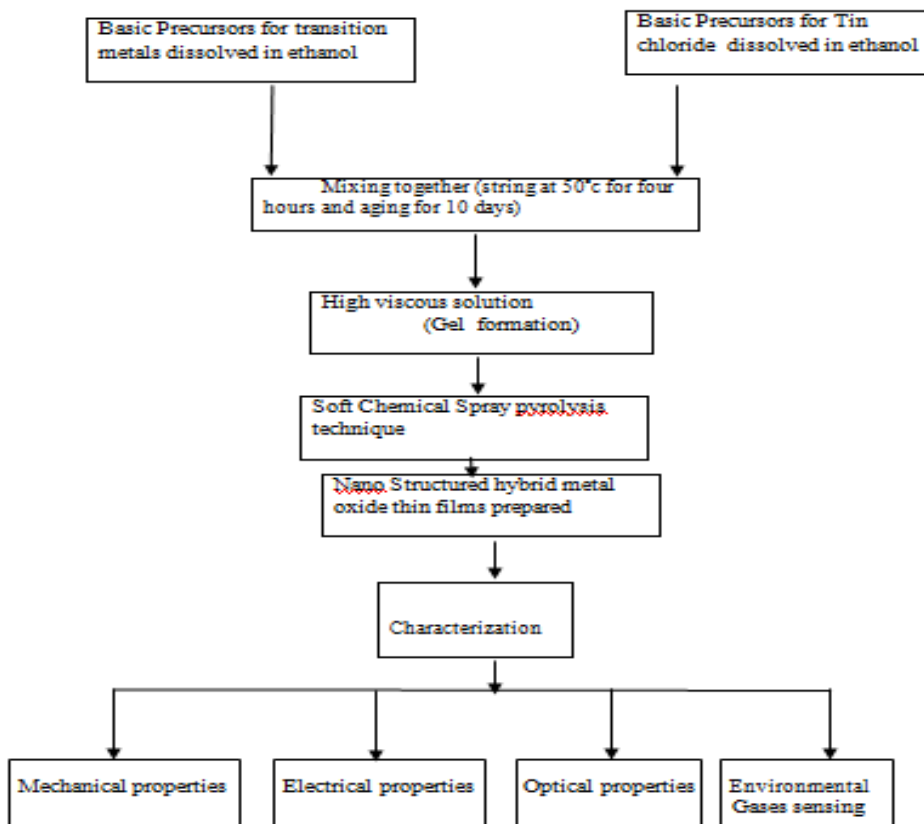 Basic Precursors for transition
metals dissolved in ethanol
Basic Precursors for Tin
chloride dissolved in ethanol
Mixing together (string at 50°c for four
hours and aging for 10 days)
High viscous solution
(Gel formation)
Soft Chemical Spray pyrolysis
technique
Nano Structured hybrid metal
oxide thin films prepared
Characterization
Mechanical properties
Electrical properties
Optical properties
Environmental
Gases sensing